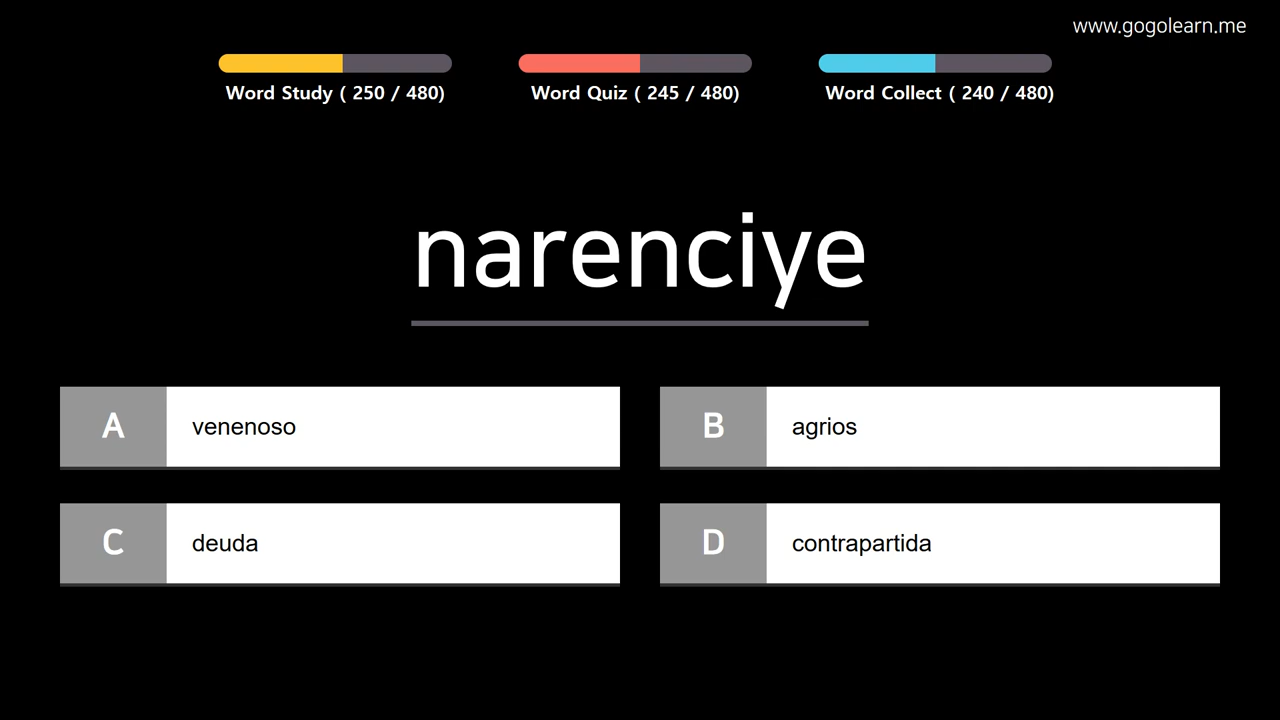 www.gogolearn.me
Word Study ( 250 / 480)
Word Quiz ( 245 / 480)
Word Collect ( 240 / 480)
narenciye
A venenoso
B agrios
C deuda
D contrapartida